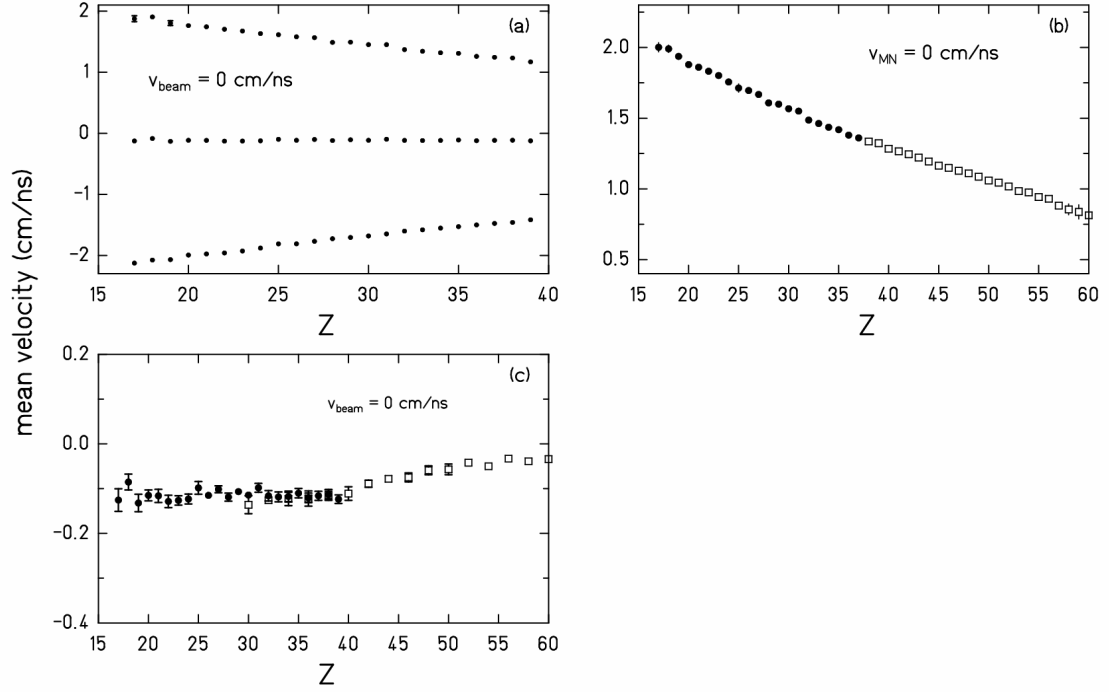 mean velocity (cm/ns)
(a)
v_beam = 0 cm/ns
2
1
0
−1
−2
15 20 25 30 35 40
Z
(b)
v_MN = 0 cm/ns
2.0
1.5
1.0
0.5
15 20 25 30 35 40 45 50 55 60
Z
(c)
v_beam = 0 cm/ns
0.2
0.0
−0.2
−0.4
15 20 25 30 35 40 45 50 55 60
Z